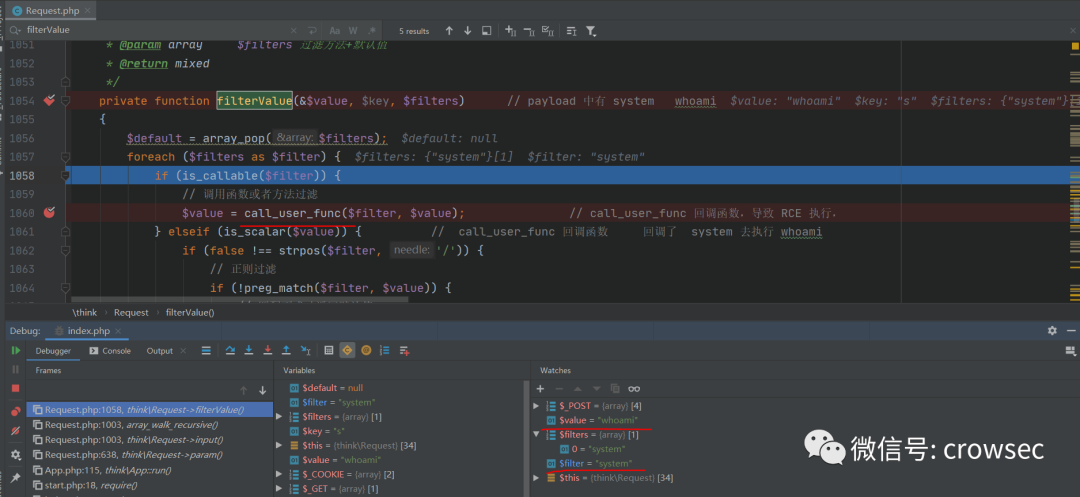 Request.php
filterValue
Aa W .*
5 results
1051 * @param array $filters 过滤方法+默认值
1052 * @return mixed
1053 */
1054 private function filterValue(&$value, $key, $filters) // payload 中有 system whoami $value: "whoami" $key: "s" $filters: {"system"}[1]
1055 {
1056 $default = array_pop( &array: $filters); $default: null
1057 foreach ($filters as $filter) { $filters: {"system"}[1] $filter: "system"
1058 if (is_callable($filter)) {
1059 // 调用函数或者方法过滤
1060 $value = call_user_func($filter, $value); // call_user_func 回调函数，导致 RCE 执行.
1061 } elseif (is_scalar($value)) { // call_user_func 回调函数 回调了 system 去执行 whoami
1062 if (false !== strpos($filter, needle: '/')) {
1063 // 正则过滤
1064 if (!preg_match($filter, $value)) {
\think › Request › filterValue()
Debug: index.php
Debugger Console Output
Frames
Request.php:1058, think\Request->filterValue()
Request.php:1003, array_walk_recursive()
Request.php:1003, think\Request->input()
Request.php:638, think\Request->param()
App.php:115, think\App::run()
start.php:18, require()
Variables
$default = null
$filter = "system"
$filters = {array} [1]
$key = "s"
$this = {think\Request} [34]
$value = "whoami"
$_COOKIE = {array} [2]
$_GET = {array} [1]
Watches
$_POST = {array} [4]
$value = "whoami"
$filters = {array} [1]
0 = "system"
$filter = "system"
$this = {think\Request} [34]
微信号: crowsec